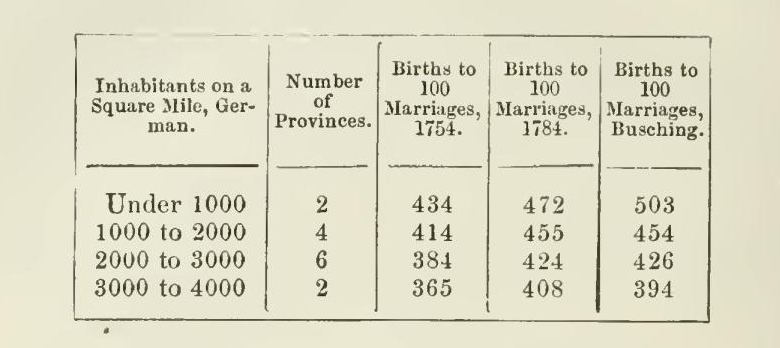 Inhabitants on a Square Mile, Ger-man. | Number of Provinces. | Births to 100 Marriages, 1754. | Births to 100 Marriages, 1784. | Births to 100 Marriages, Busching.
Under 1000 | 2 | 434 | 472 | 503
1000 to 2000 | 4 | 414 | 455 | 454
2000 to 3000 | 6 | 384 | 424 | 426
3000 to 4000 | 2 | 365 | 408 | 394